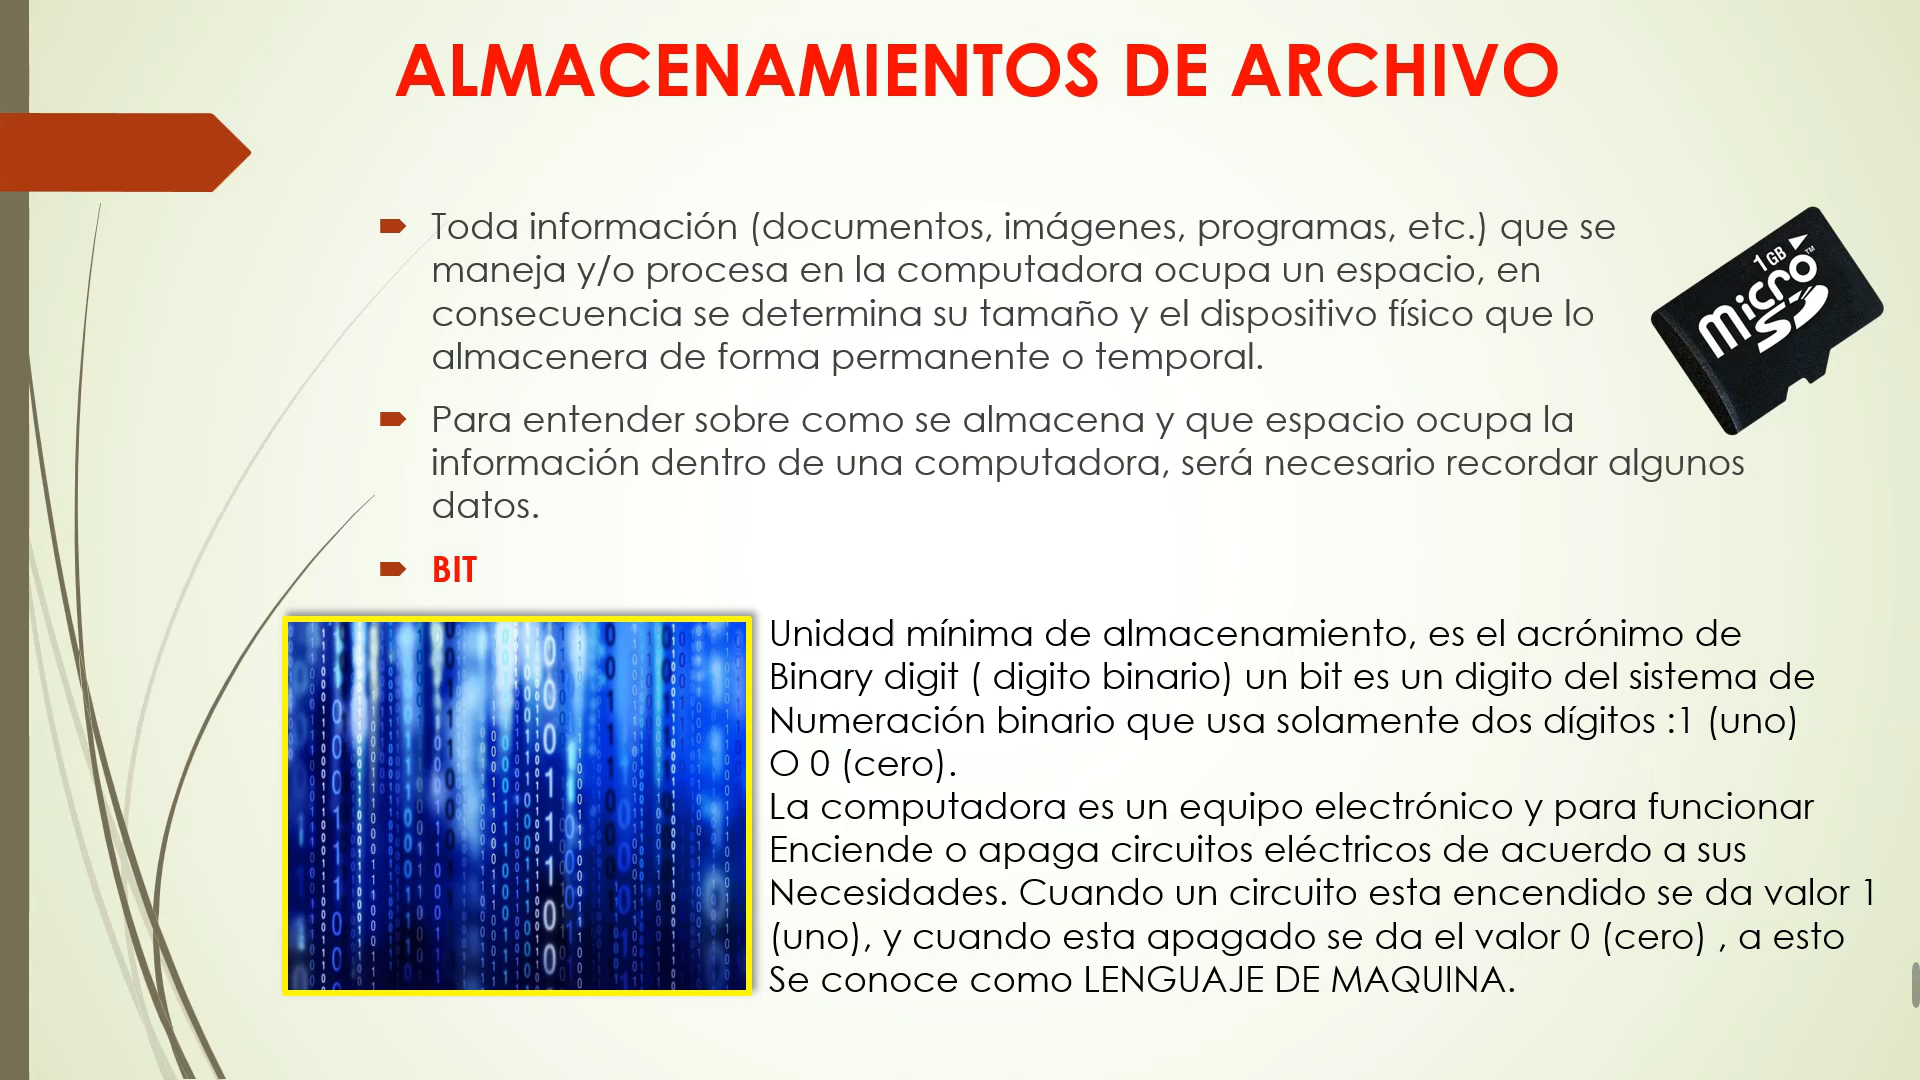 ALMACENAMIENTOS DE ARCHIVO
Toda información (documentos, imágenes, programas, etc.) que se
maneja y/o procesa en la computadora ocupa un espacio, en
consecuencia se determina su tamaño y el dispositivo físico que lo
almacenera de forma permanente o temporal.
1 GB
Micro
SD
TM
Para entender sobre como se almacena y que espacio ocupa la
información dentro de una computadora, será necesario recordar algunos
datos.
BIT
Unidad mínima de almacenamiento, es el acrónimo de
Binary digit ( digito binario) un bit es un digito del sistema de
Numeración binario que usa solamente dos dígitos :1 (uno)
O 0 (cero).
La computadora es un equipo electrónico y para funcionar
Enciende o apaga circuitos eléctricos de acuerdo a sus
Necesidades. Cuando un circuito esta encendido se da valor 1
(uno), y cuando esta apagado se da el valor 0 (cero) , a esto
Se conoce como LENGUAJE DE MAQUINA.